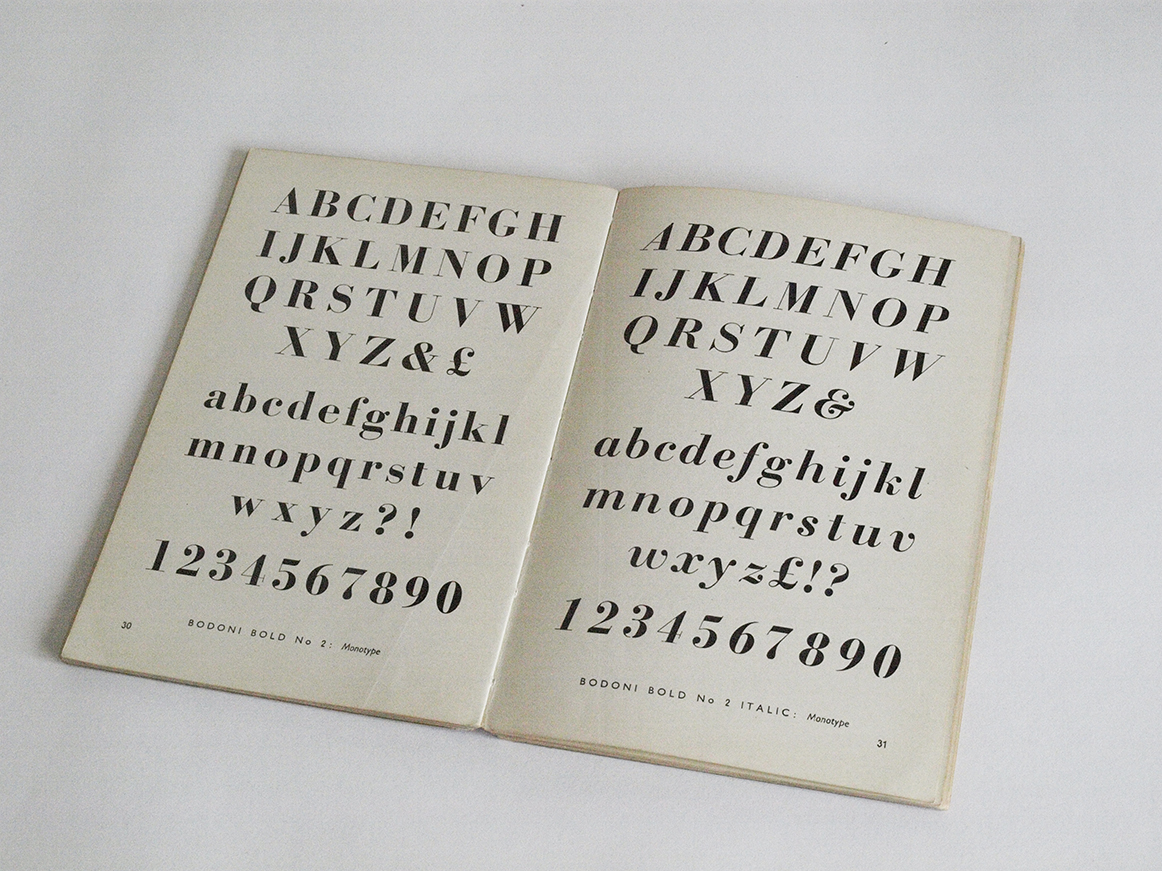 ABCDEFGH
IJKLMNOP
QRSTUVW
XYZ&£
abcdefghijkl
mnopqrstuv
wxyz?!
1234567890
30
BODONI BOLD No 2: Monotype
ABCDEFGH
IJKLMNOP
QRSTUVW
XYZ&
abcdefghijkl
mnopqrstuv
wxyz£!?
1234567890
BODONI BOLD No 2 ITALIC: Monotype
31